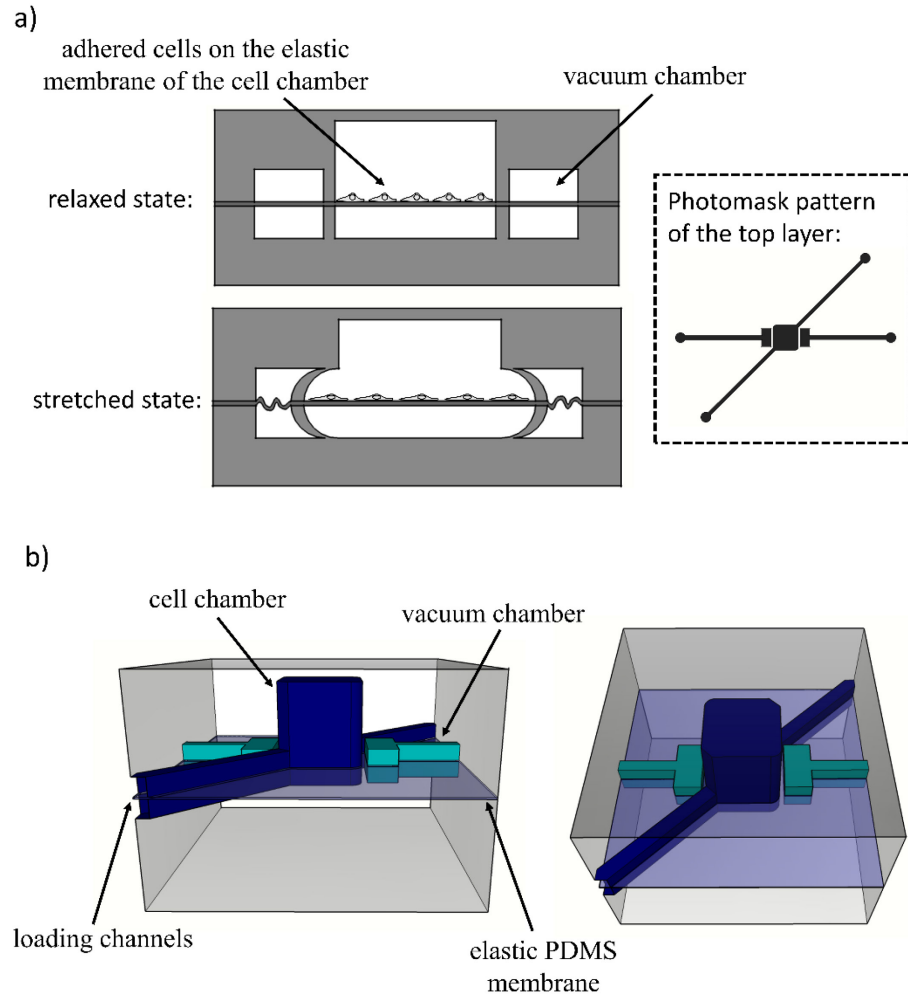 a)
adhered cells on the elastic
membrane of the cell chamber
vacuum chamber
relaxed state:
Photomask pattern
of the top layer:
stretched state:
b)
cell chamber
vacuum chamber
loading channels
elastic PDMS
membrane